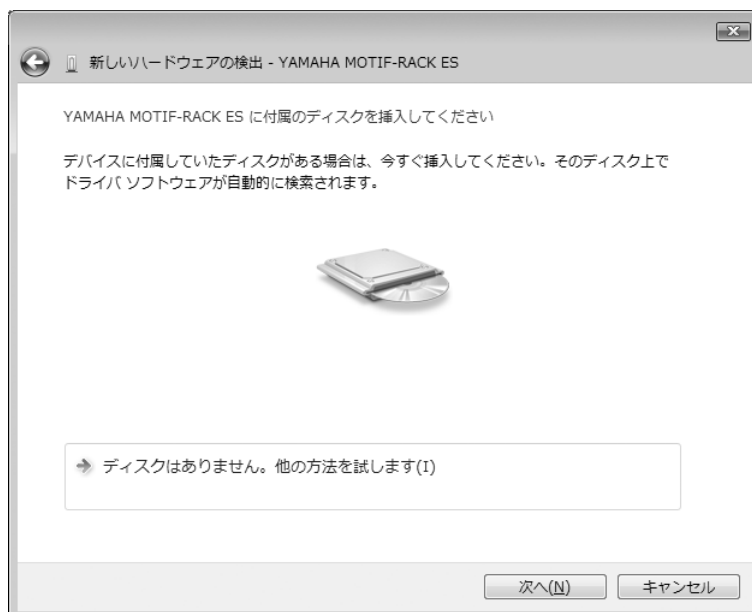 新しいハードウェアの検出 - YAMAHA MOTIF-RACK ES
YAMAHA MOTIF-RACK ES に付属のディスクを挿入してください
デバイスに付属していたディスクがある場合は、今すぐ挿入してください。そのディスク上で
ドライバ ソフトウェアが自動的に検索されます。
ディスクはありません。他の方法を試します(I)
次へ(N)
キャンセル